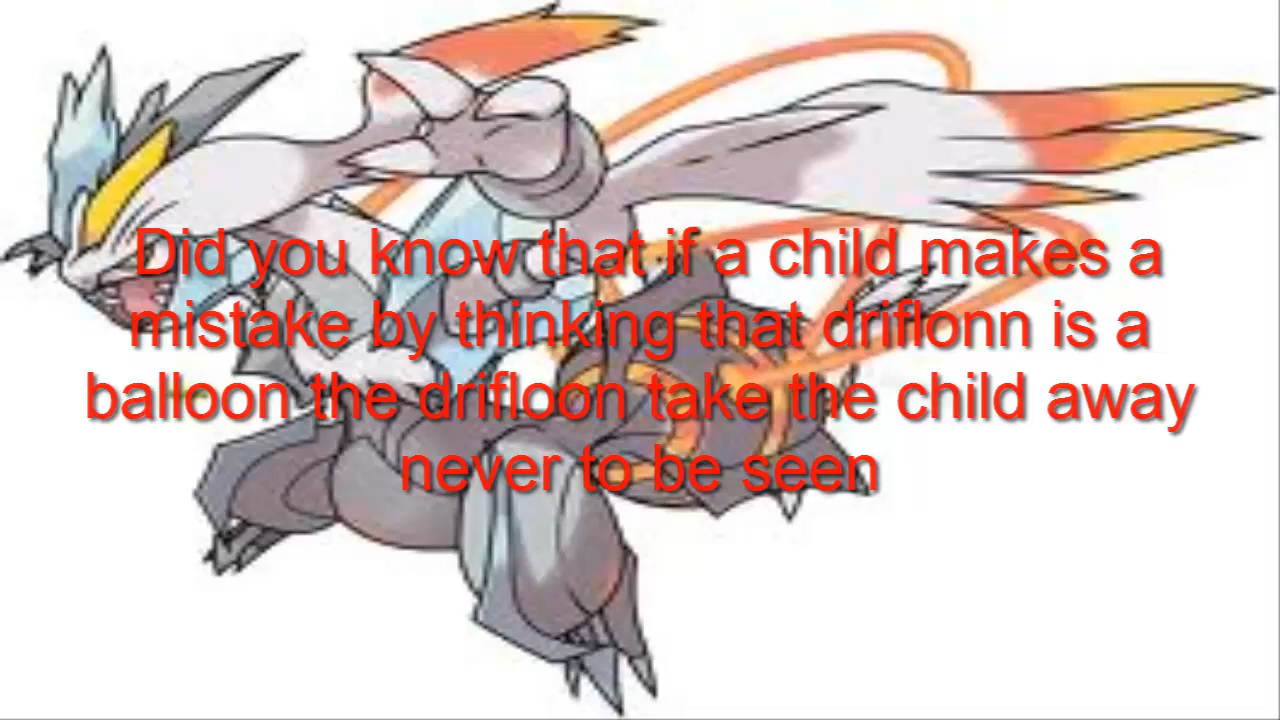 Did you know that if a child makes a
mistake by thinking that driflonn is a
balloon the drifloon take the child away
never to be seen